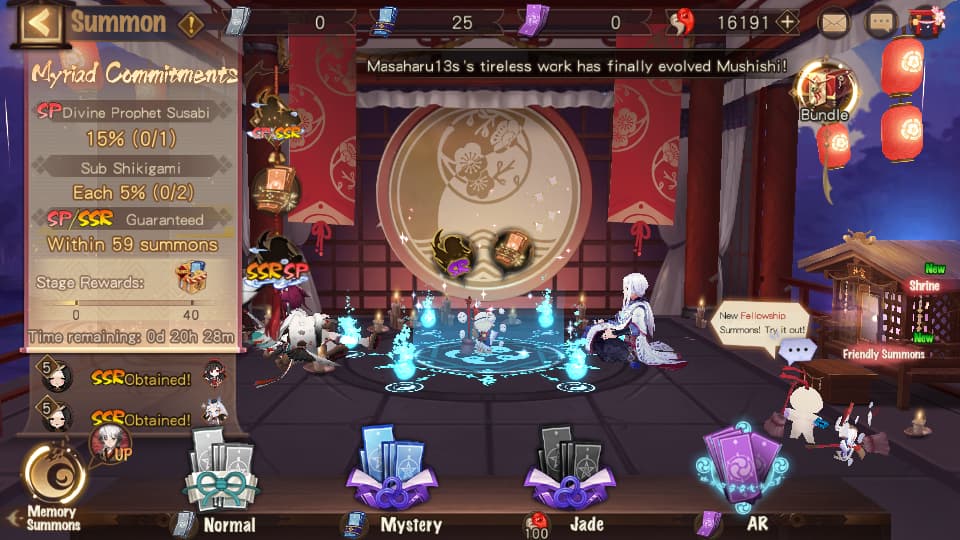 Summon
0
25
0
16191
Masaharu13s's tireless work has finally evolved Mushishi!
Myriad Commitments
SP Divine Prophet Susabi
15% (0/1)
Sub Shikigami
Each 5% (0/2)
SP/SSR Guaranteed
Within 59 summons
Stage Rewards:
0 40
Time remaining: 0d 20h 28m
5 SSR Obtained!
5 SSR Obtained!
UP
Memory
Summons
SP/SSR
SSR SP
SR
Bundle
New
Shrine
New
Friendly Summons
New Fellowship
Summons! Try it out!
Normal
Mystery
100
Jade
AR